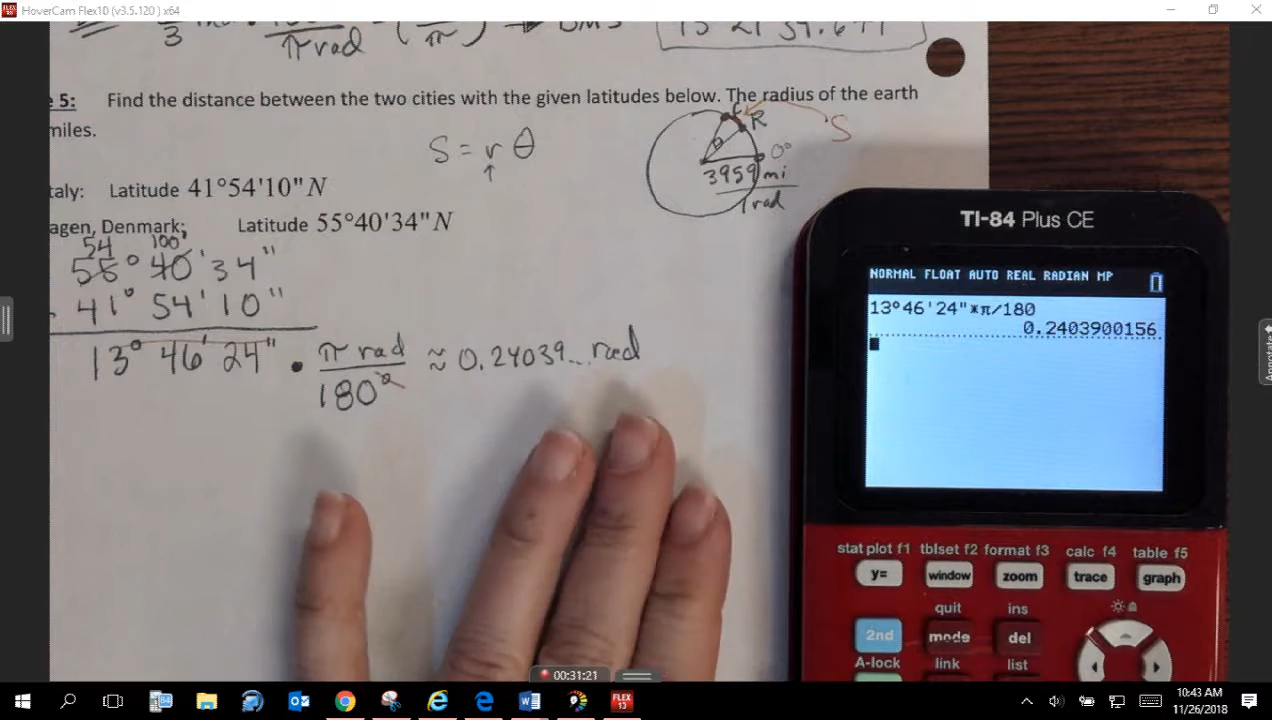 HoverCam Flex10 (v3.5.120) x64
π rad
e 5: Find the distance between the two cities with the given latitudes below. The radius of the earth
miles.
S = r θ
R
S
0°
θ
3959 mi
1 rad
taly: Latitude 41°54'10" N
agen, Denmark; Latitude 55°40'34" N
54 100
55° 40' 34"
41° 54' 10"
13° 46' 24" • π rad ≈ 0.24039... rad
180°
TI-84 Plus CE
NORMAL FLOAT AUTO REAL RADIAN MP
13°46'24"*π/180
0.2403900156
stat plot f1 tblset f2 format f3 calc f4 table f5
y= window zoom trace graph
quit ins
2nd mode del
A-lock link list
Annotate
00:31:21
FLEX
10:43 AM
11/26/2018